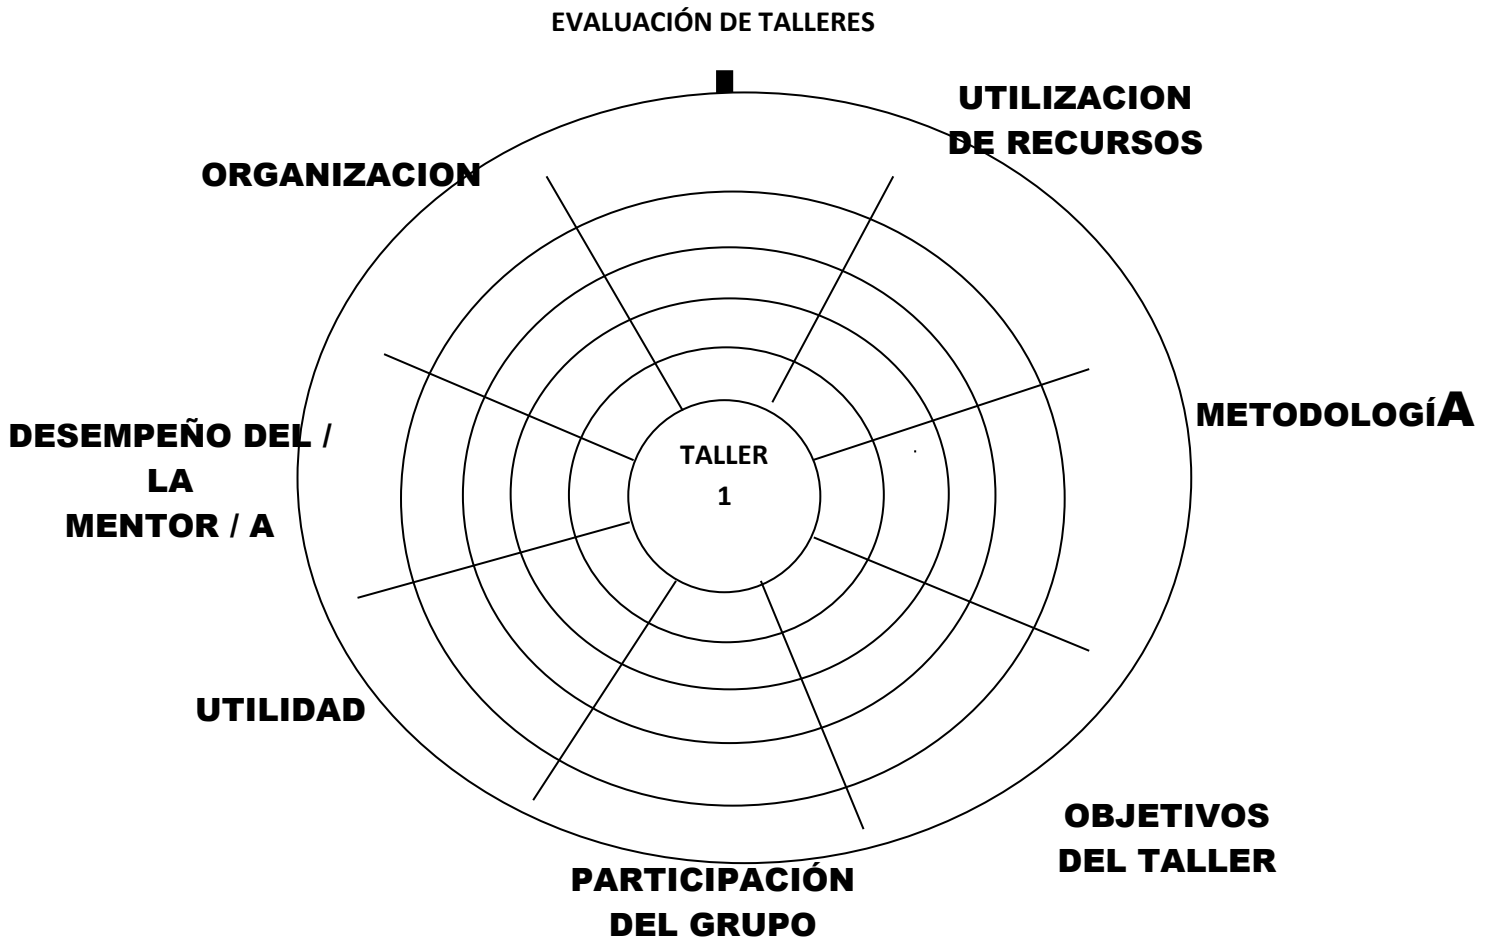 EVALUACIÓN DE TALLERES
UTILIZACION
DE RECURSOS
ORGANIZACION
METODOLOGÍA
DESEMPEÑO DEL /
LA
MENTOR / A
TALLER
1
UTILIDAD
OBJETIVOS
DEL TALLER
PARTICIPACIÓN
DEL GRUPO